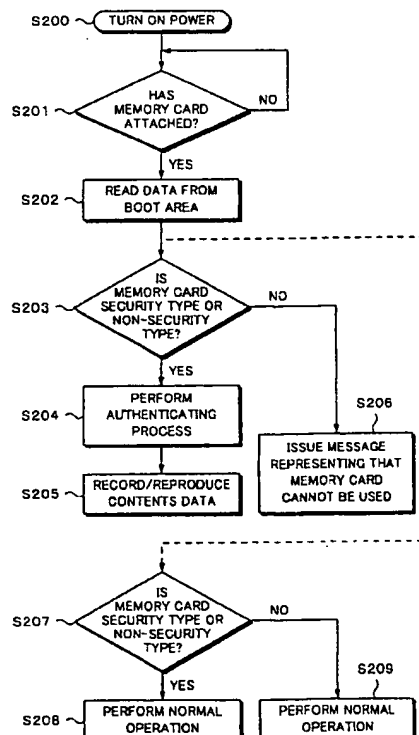 S200
TURN ON POWER
S201
HAS
MEMORY CARD
ATTACHED?
NO
YES
S202
READ DATA FROM
BOOT AREA
S203
IS
MEMORY CARD
SECURITY TYPE OR
NON-SECURITY
TYPE?
NO
YES
S204
PERFORM
AUTHENTICATING
PROCESS
S206
ISSUE MESSAGE
REPRESENTING THAT
MEMORY CARD
CANNOT BE USED
S205
RECORD/REPRODUCE
CONTENTS DATA
S207
IS
MEMORY CARD
SECURITY TYPE OR
NON-SECURITY
TYPE?
NO
YES
S208
PERFORM NORMAL
OPERATION
S209
PERFORM NORMAL
OPERATION